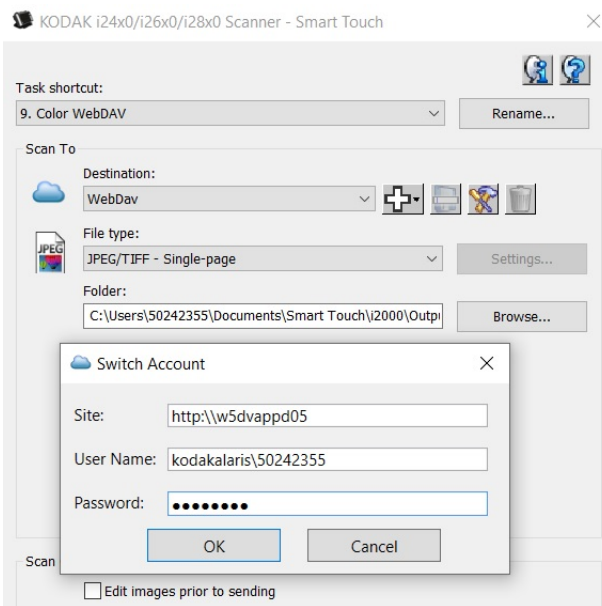 KODAK i24x0/i26x0/i28x0 Scanner - Smart Touch
Task shortcut:
9. Color WebDAV
Rename...
Scan To
Destination:
WebDav
File type:
JPEG
JPEG/TIFF - Single-page
Settings...
Folder:
C:\Users\50242355\Documents\Smart Touch\i2000\Outpu
Browse...
Switch Account
Site:
http:\\w5dvappd05
User Name:
kodakalaris\50242355
Password:
●●●●●●●●
OK
Cancel
Scan
Edit images prior to sending